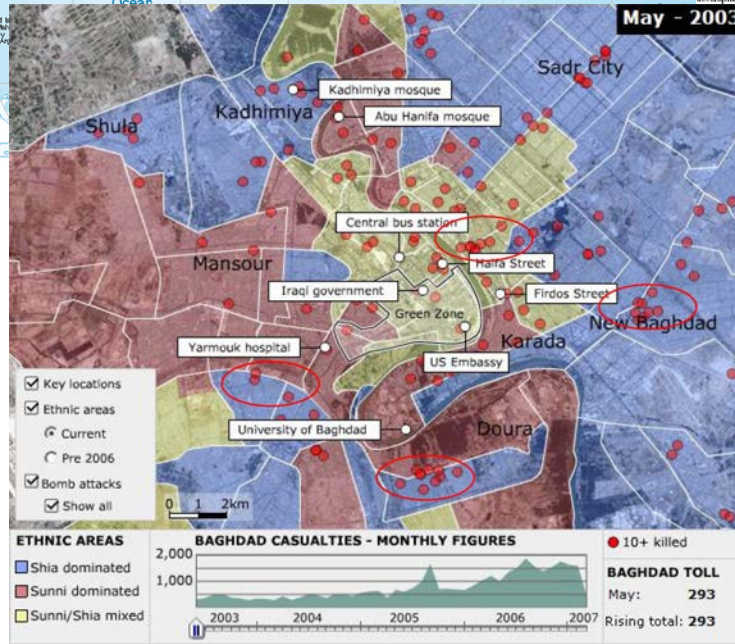 Ocean
May - 2003
Sadr City
Kadhimiya mosque
Kadhimiya
Abu Hanifa mosque
Shula
Central bus station
Mansour
Haifa Street
Iraqi government
Firdos Street
Green Zone
New Baghdad
Yarmouk hospital
Karada
US Embassy
Key locations
Ethnic areas
University of Baghdad
Doura
Current
Pre 2006
Bomb attacks
Show all
0 1 2km
ETHNIC AREAS
Shia dominated
Sunni dominated
Sunni/Shia mixed
BAGHDAD CASUALTIES - MONTHLY FIGURES
2,000
1,000
2003 2004 2005 2006 2007
10+ killed
BAGHDAD TOLL
May: 293
Rising total: 293